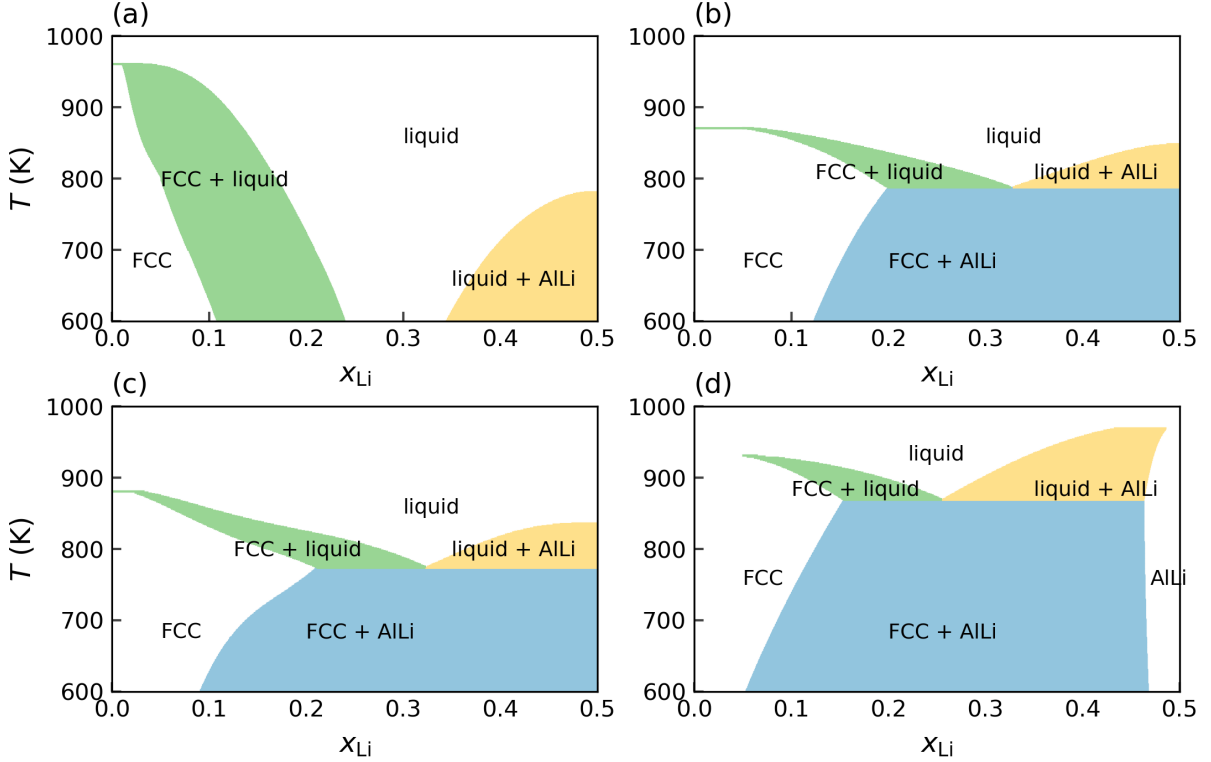 (a)
1000
900
800
700
600
T (K)
liquid
FCC + liquid
FCC
liquid + AlLi
0.0 0.1 0.2 0.3 0.4 0.5
xLi
(b)
1000
900
800
700
600
liquid
FCC + liquid
liquid + AlLi
FCC
FCC + AlLi
0.0 0.1 0.2 0.3 0.4 0.5
xLi
(c)
1000
900
800
700
600
T (K)
liquid
FCC + liquid
liquid + AlLi
FCC
FCC + AlLi
0.0 0.1 0.2 0.3 0.4 0.5
xLi
(d)
1000
900
800
700
600
liquid
FCC + liquid
liquid + AlLi
FCC
AlLi
FCC + AlLi
0.0 0.1 0.2 0.3 0.4 0.5
xLi